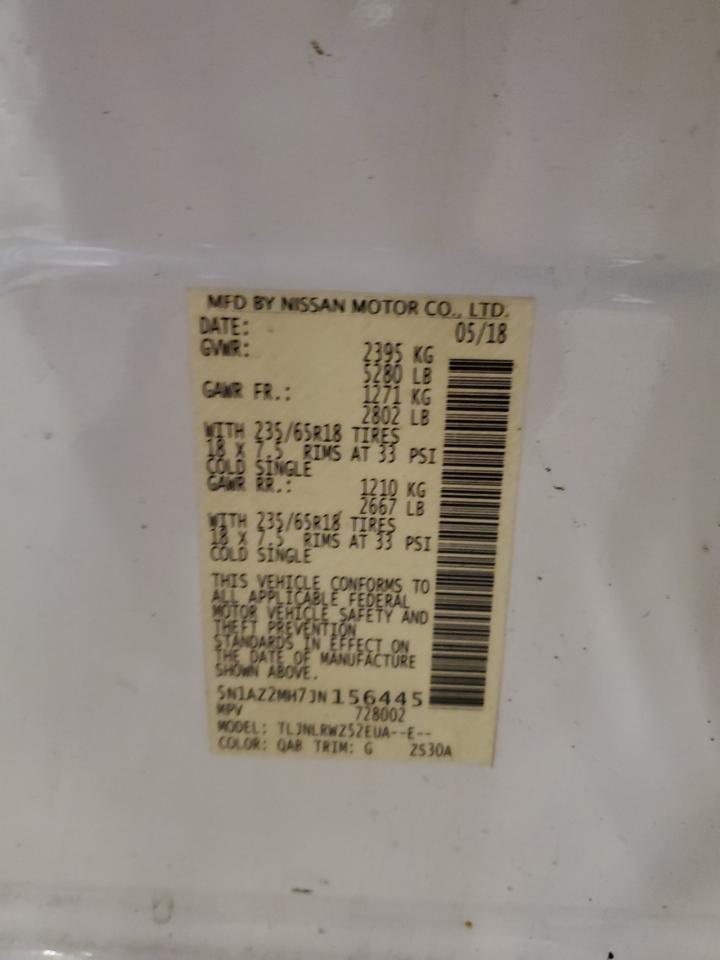 MFD BY NISSAN MOTOR CO., LTD.
DATE: 05/18
GVWR: 2395 KG
5280 LB
GAWR FR.: 1271 KG
2802 LB
WITH 235/65R18 TIRES
18 X 7.5 RIMS AT 33 PSI
COLD SINGLE
GAWR RR.: 1210 KG
2667 LB
WITH 235/65R18 TIRES
18 X 7.5 RIMS AT 33 PSI
COLD SINGLE
THIS VEHICLE CONFORMS TO
ALL APPLICABLE FEDERAL
MOTOR VEHICLE SAFETY AND
THEFT PREVENTION
STANDARDS IN EFFECT ON
THE DATE OF MANUFACTURE
SHOWN ABOVE.
5N1AZ2MH7JN156445
MPV 728002
MODEL: TLJNLRWZ52EUA--E--
COLOR: QAB TRIM: G 2S30A